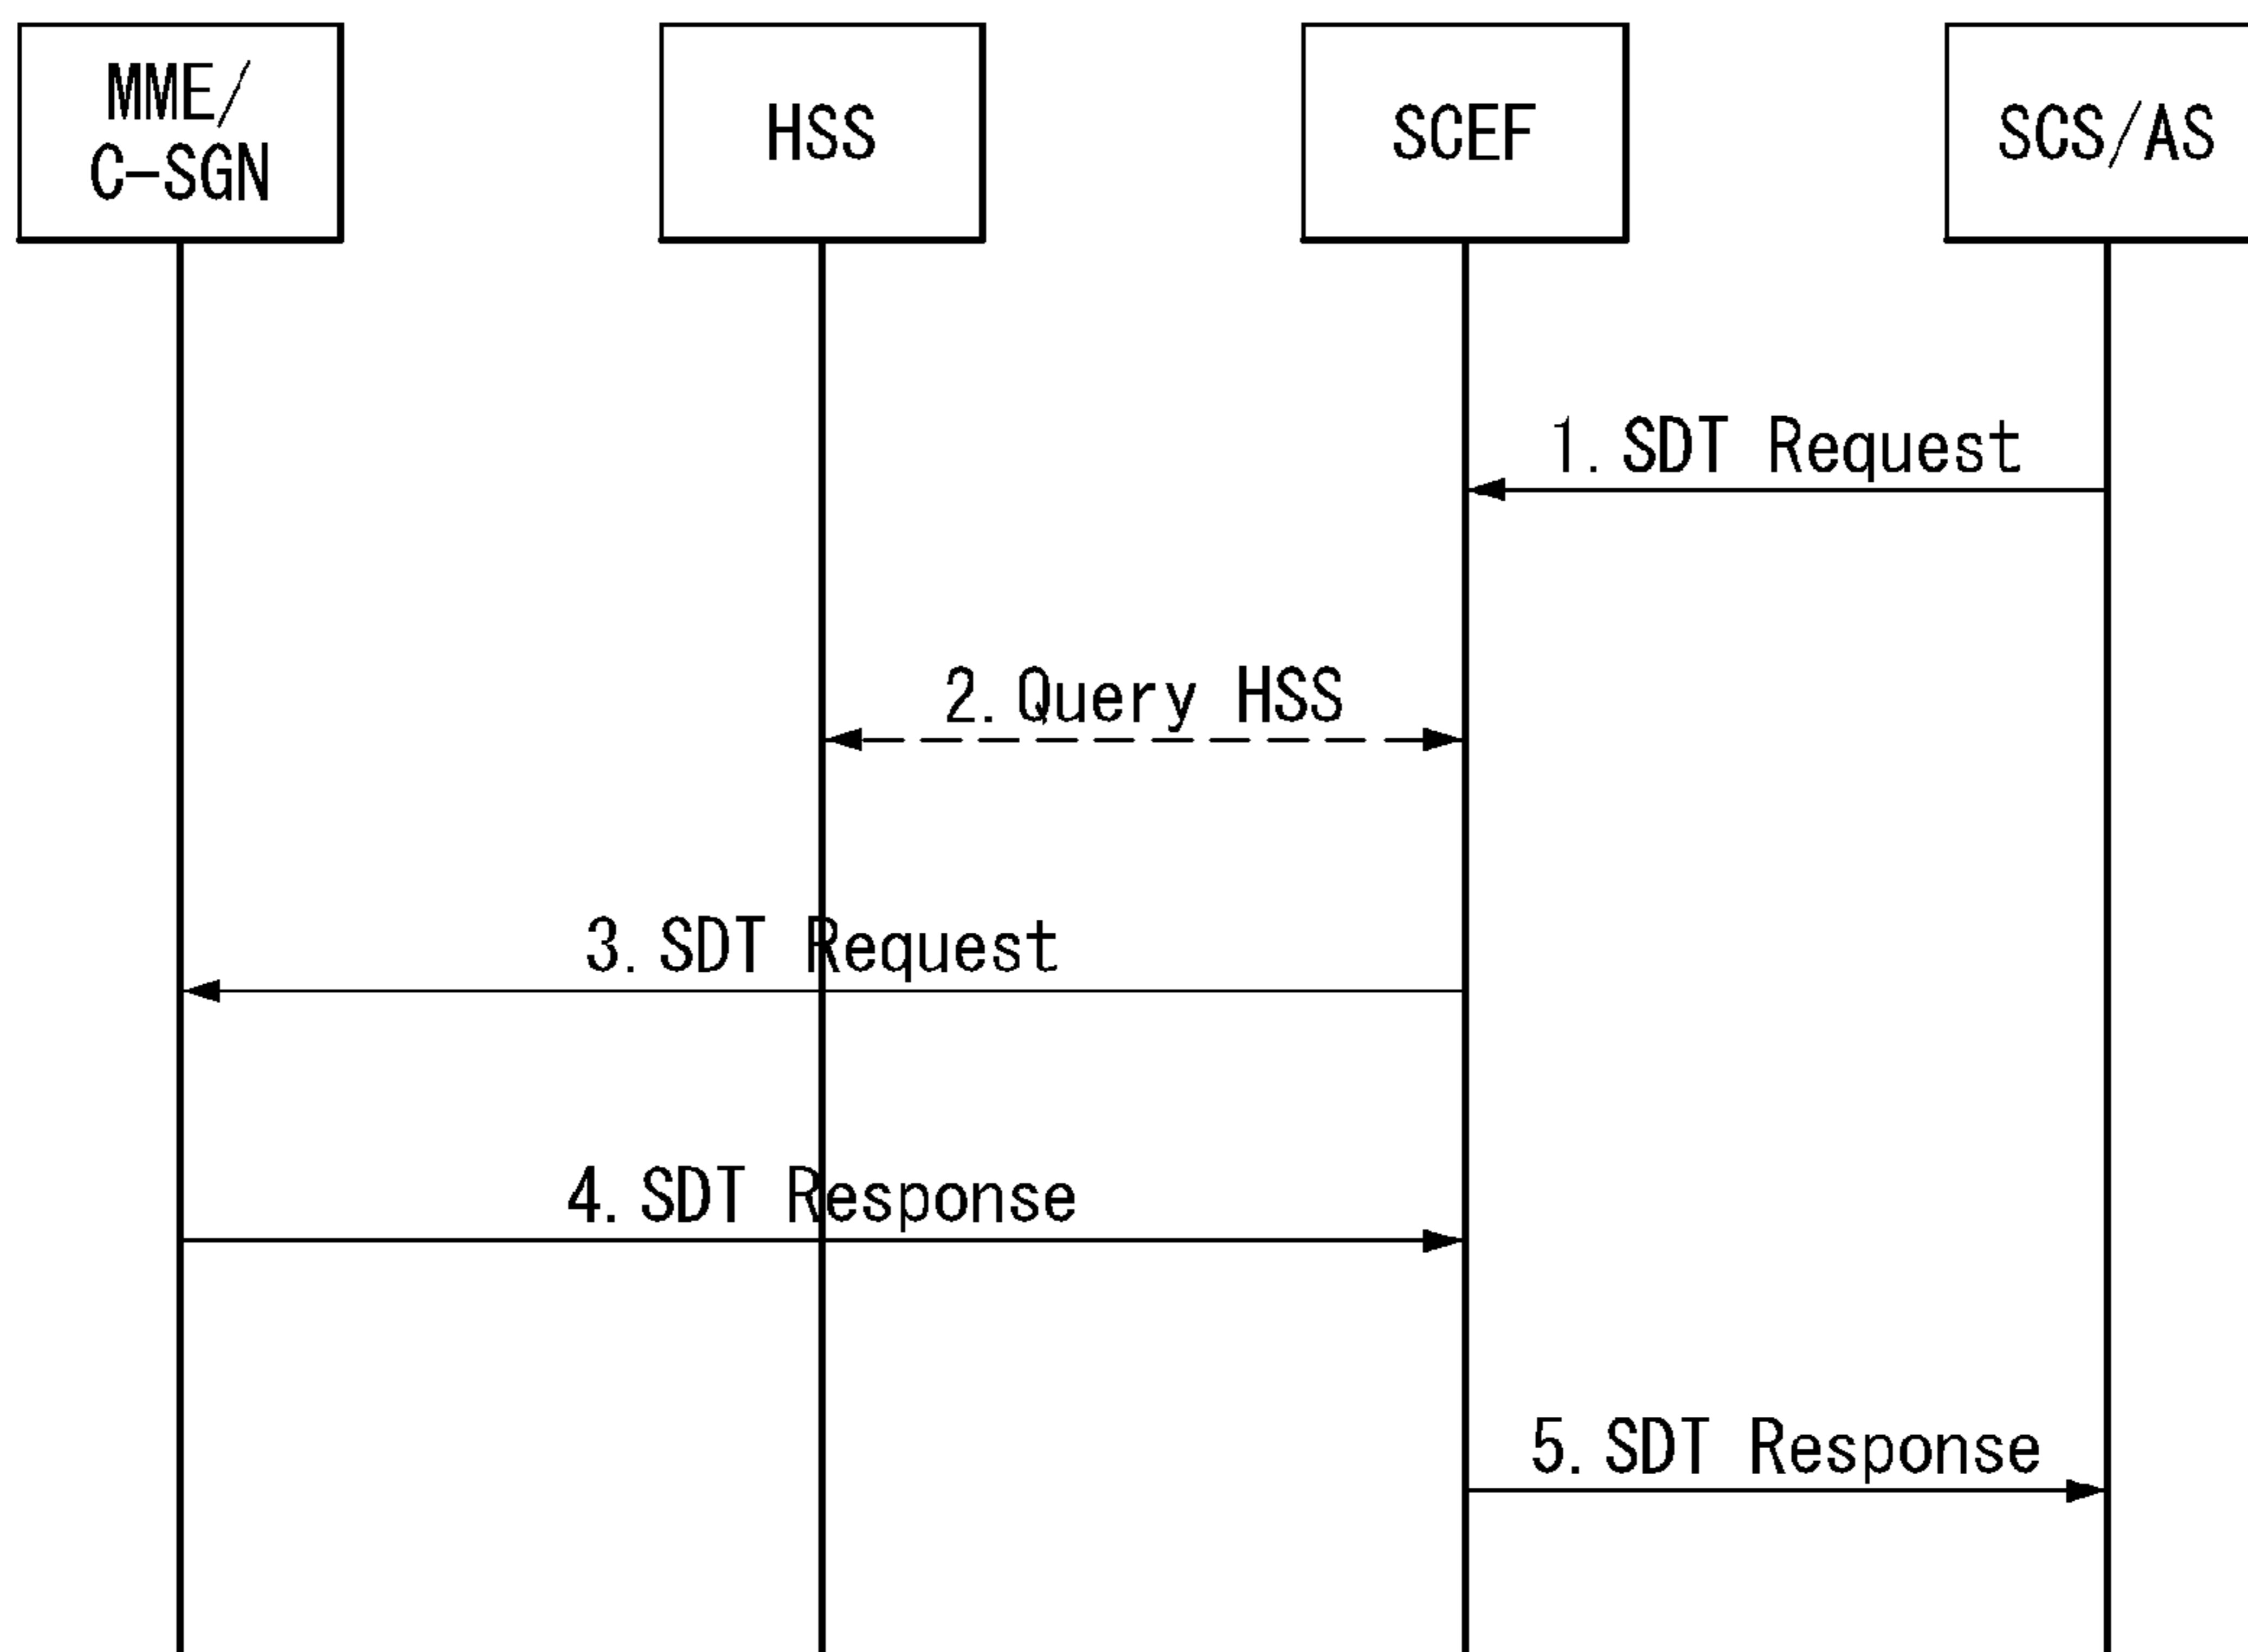 MME/
C-SGN
HSS
SCEF
SCS/AS
1. SDT Request
2. Query HSS
3. SDT Request
4. SDT Response
5. SDT Response